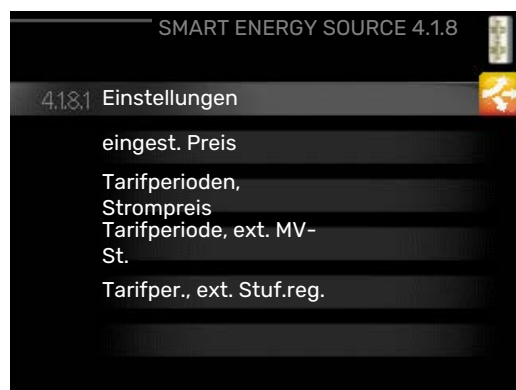 SMART ENERGY SOURCE 4.1.8
4.1.8.1 Einstellungen
eingest. Preis
Tarifperioden,
Strompreis
Tarifperiode, ext. MV-
St.
Tarifper., ext. Stuf.reg.